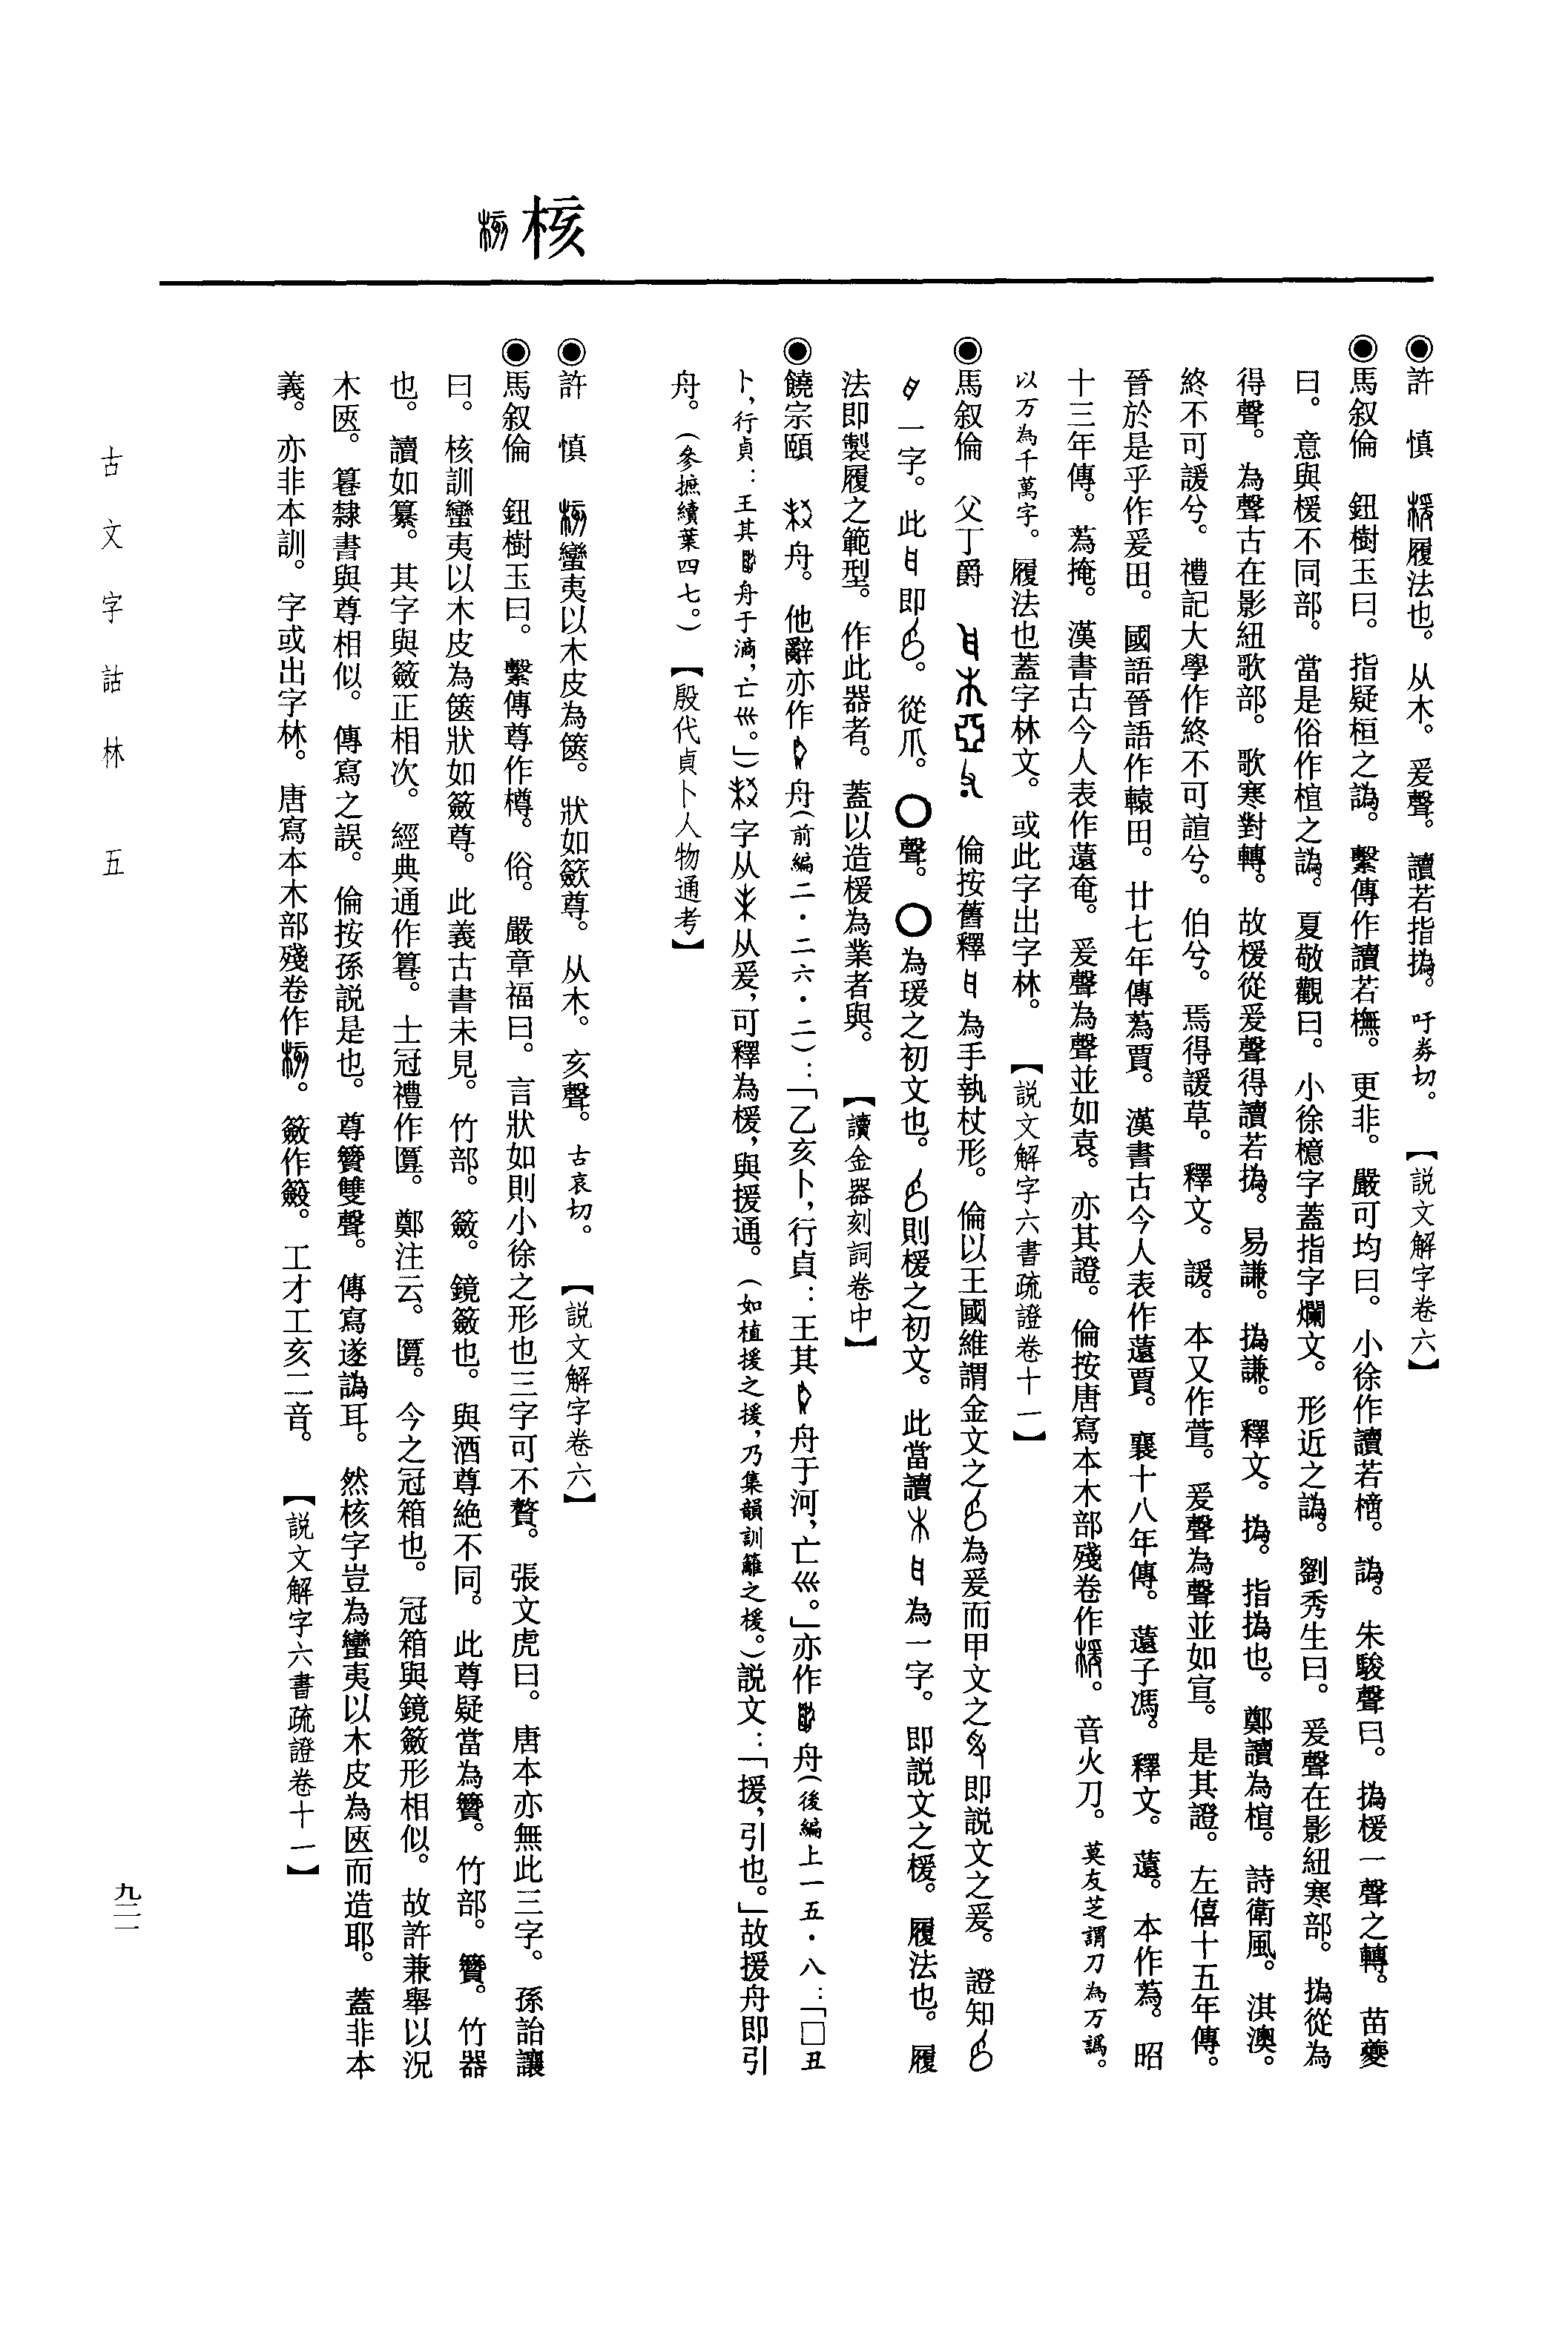 核
許　慎　履法也。从木。爰聲。讀若指撝。吁券切。　【説文解字卷六】
馬叙倫　鈕樹玉曰。指疑桓之譌。繫傳作讀若橅。更非。嚴可均曰。小徐作讀若㮯。譌。朱駿聲曰。撝楥一聲之轉。苗夔
曰。意與楥不同部。當是俗作楦之譌。夏敬觀曰。小徐檍字蓋指字爛文。形近之譌。劉秀生曰。爰聲在影紐寒部。撝從為
得聲。為聲古在影紐歌部。歌寒對轉。故楥從爰聲得讀若撝。易謙。撝謙。釋文。撝。指撝也。鄭讀為楦。詩衛風。淇澳。
終不可諼兮。禮記大學作終不可諠兮。伯兮。焉得諼草。釋文。諼。本又作萱。爰聲為聲並如宣。是其證。左僖十五年傳。
晉於是乎作爰田。國語晉語作轅田。廿七年傳蒍賈。漢書古今人表作薳賈。襄十八年傳。薳子馮。釋文。薳。本作蒍。昭
十三年傳。蒍掩。漢書古今人表作薳奄。爰聲為聲並如袁。亦其證。倫按唐寫本木部殘卷作。音火刀。莫友芝謂刀為万譌。
以万為千萬字。履法也蓋字林文。或此字出字林。　【説文解字六書疏證卷十一】
馬叙倫　父丁爵　倫按舊釋為手執杖形。倫以王國維謂金文之為爰而甲文之即説文之爰。證知
一字。此即。從爪。〇聲。〇為瑗之初文也。則楥之初文。此當讀為一字。即説文之楥。履法也。履
法即製履之範型。作此器者。蓋以造楥為業者與。　【讀金器刻詞卷中】
饒宗頤　舟。他辭亦作舟（前編二・二六・二）：「乙亥卜，行貞：王其舟于河，亡巛。」亦作舟（後編上一五・八：「□丑
卜，行貞：王其舟于滴，亡巛。」）字从从爰，可釋為楥，與援通。（如植援之援，乃集韻訓籬之楥。）説文：「援，引也。」故援舟即引
舟。（參摭續葉四七。）　【殷代貞卜人物通考】
許　慎　蠻夷以木皮為篋。狀如籢尊。从木。亥聲。古哀切。　【説文解字卷六】
馬叙倫　鈕樹玉曰。繫傳尊作樽。俗。嚴章福曰。言狀如則小徐之形也三字可不贅。張文虎曰。唐本亦無此三字。孫詒讓
曰。核訓蠻夷以木皮為篋狀如籢尊。此義古書未見。竹部。籢。鏡籢也。與酒尊絶不同。此尊疑當為籫。竹部。籫。竹器
也。讀如纂。其字與籢正相次。經典通作篹。士冠禮作匴。鄭注云。匴。今之冠箱也。冠箱與鏡籢形相似。故許兼舉以況
木匧。篹隸書與尊相似。傳寫之誤。倫按孫説是也。尊籫雙聲。傳寫遂譌耳。然核字豈為蠻夷以木皮為匧而造耶。蓋非本
義。亦非本訓。字或出字林。唐寫本木部殘卷作。籢作簽。工才工亥二音。　【説文解字六書疏證卷十一】
古文字詁林　五
九二一